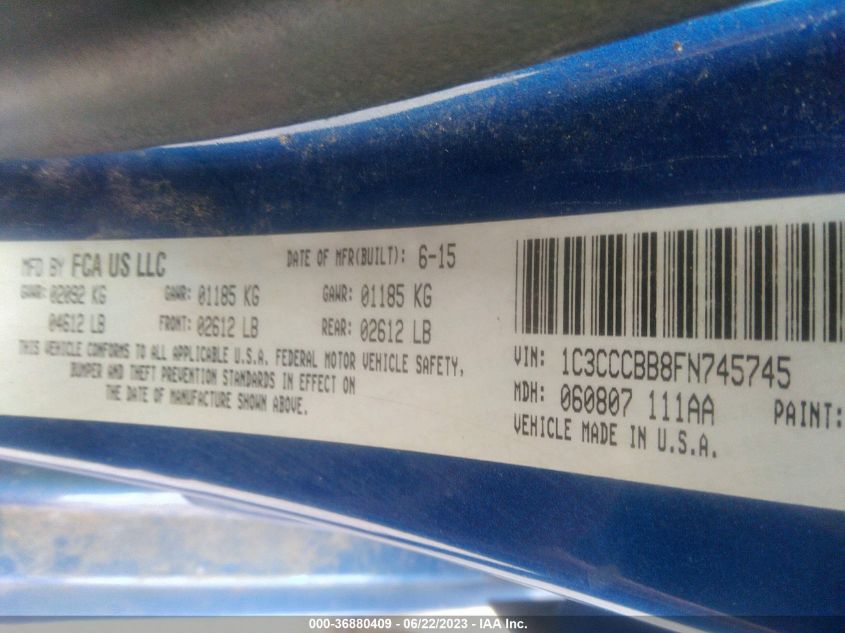 MFD BY FCA US LLC DATE OF MFR(BUILT): 6-15
GAWR: 02092 KG GAWR: 01185 KG GAWR: 01185 KG
04612 LB FRONT: 02612 LB REAR: 02612 LB
THIS VEHICLE CONFORMS TO ALL APPLICABLE U.S.A. FEDERAL MOTOR VEHICLE SAFETY,
BUMPER AND THEFT PREVENTION STANDARDS IN EFFECT ON
THE DATE OF MANUFACTURE SHOWN ABOVE.
VIN: 1C3CCCBB8FN745745
MDH: 060807 111AA PAINT:
VEHICLE MADE IN U.S.A.
000-36880409 - 06/22/2023 - IAA Inc.